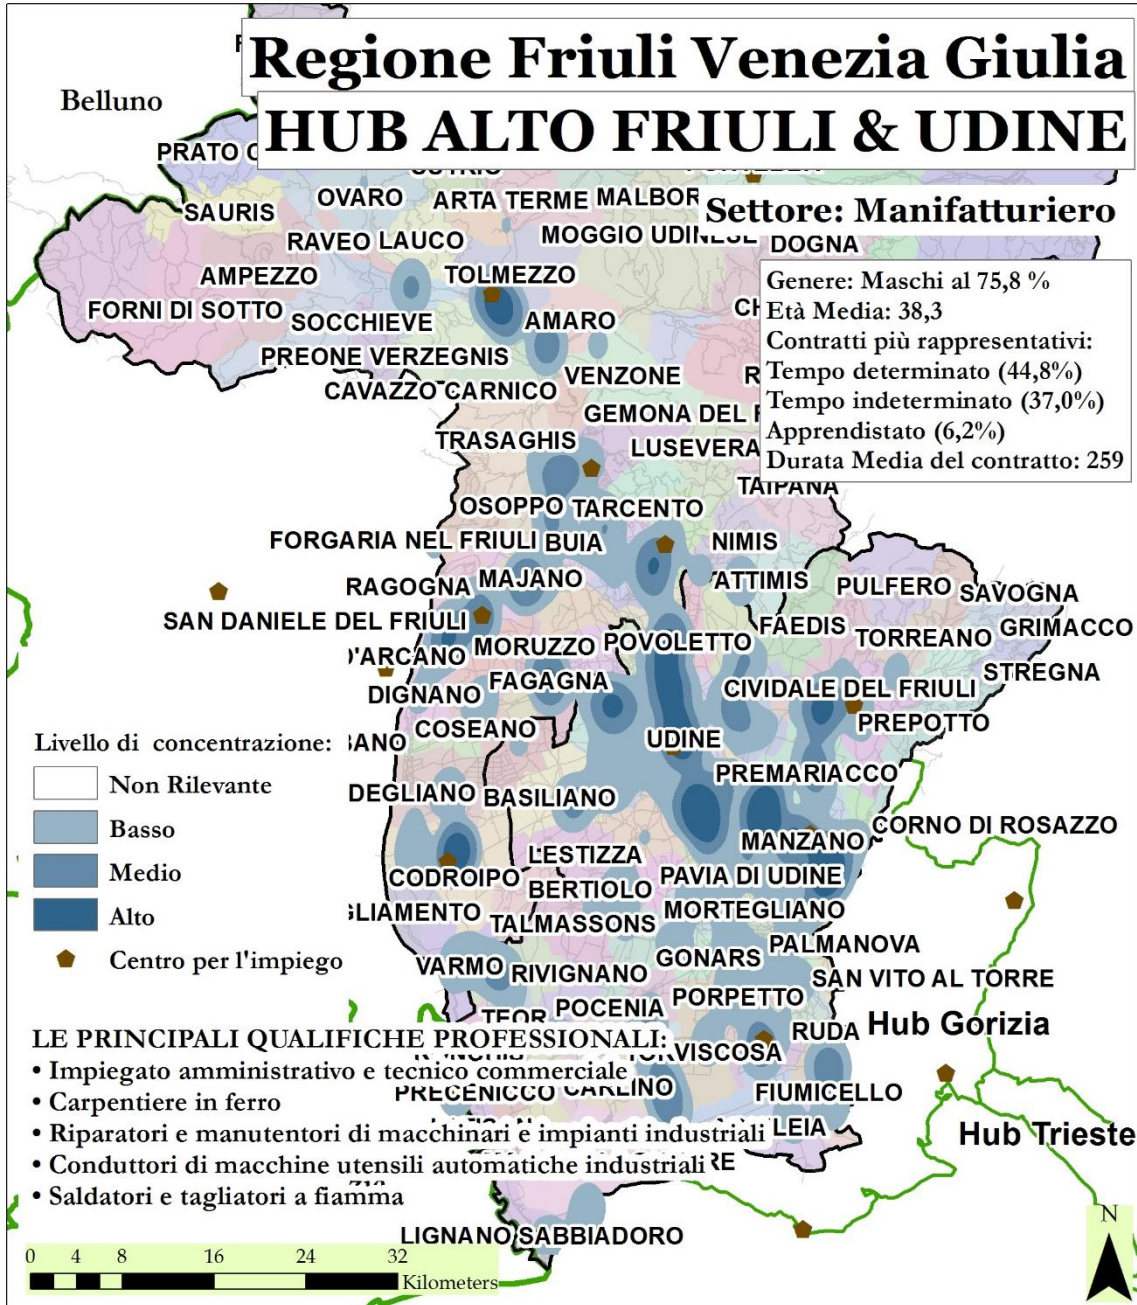 Regione Friuli Venezia Giulia
HUB ALTO FRIULI & UDINE
Belluno
PRATO
SAURIS
OVARO
ARTA TERME
Settore: Manifatturiero
RAVEO
LAUCO
MOGGIO UDINESE
DOGNA
AMPEZZO
TOLMEZZO
Genere: Maschi al 75,8 %
Età Media: 38,3
Contratti più rappresentativi:
Tempo determinato (44,8%)
Tempo indeterminato (37,0%)
Apprendistato (6,2%)
Durata Media del contratto: 259
FORNI DI SOTTO
SOCCHIEVE
AMARO
PREONE
VERZEGNIS
VENZONE
CAVAZZO CARNICO
GEMONA DEL
TRASAGHIS
LUSEVERA
TAIPANA
OSOPPO
TARCENTO
FORGARIA NEL FRIULI
BUIA
NIMIS
RAGOGNA
MAJANO
ATTIMIS
PULFERO
SAVOGNA
SAN DANIELE DEL FRIULI
FAEDIS
TORREANO
GRIMACCO
D'ARCANO
MORUZZO
POVOLETTO
STREGNA
DIGNANO
FAGAGNA
CIVIDALE DEL FRIULI
PREPOTTO
COSEANO
UDINE
PREMARIACCO
DEGLIANO
BASILIANO
CORNO DI ROSAZZO
MANZANO
LESTIZZA
CODROIPO
BERTIOLO
PAVIA DI UDINE
GLIAMENTO
TALMASSONS
MORTEGLIANO
PALMANOVA
VARMO
RIVIGNANO
GONARS
SAN VITO AL TORRE
POCENIA
PORPETTO
TEOR
RUDA
Hub Gorizia
PRECENICCO
CARLINO
FIUMICELLO
Hub Trieste
LIGNANO SABBIADORO
Livello di concentrazione:
Non Rilevante
Basso
Medio
Alto
Centro per l'impiego
LE PRINCIPALI QUALIFICHE PROFESSIONALI:
• Impiegato amministrativo e tecnico commerciale
• Carpentiere in ferro
• Riparatori e manutentori di macchinari e impianti industriali
• Conduttori di macchine utensili automatiche industriali
• Saldatori e tagliatori a fiamma
0 4 8 16 24 32
Kilometers
N